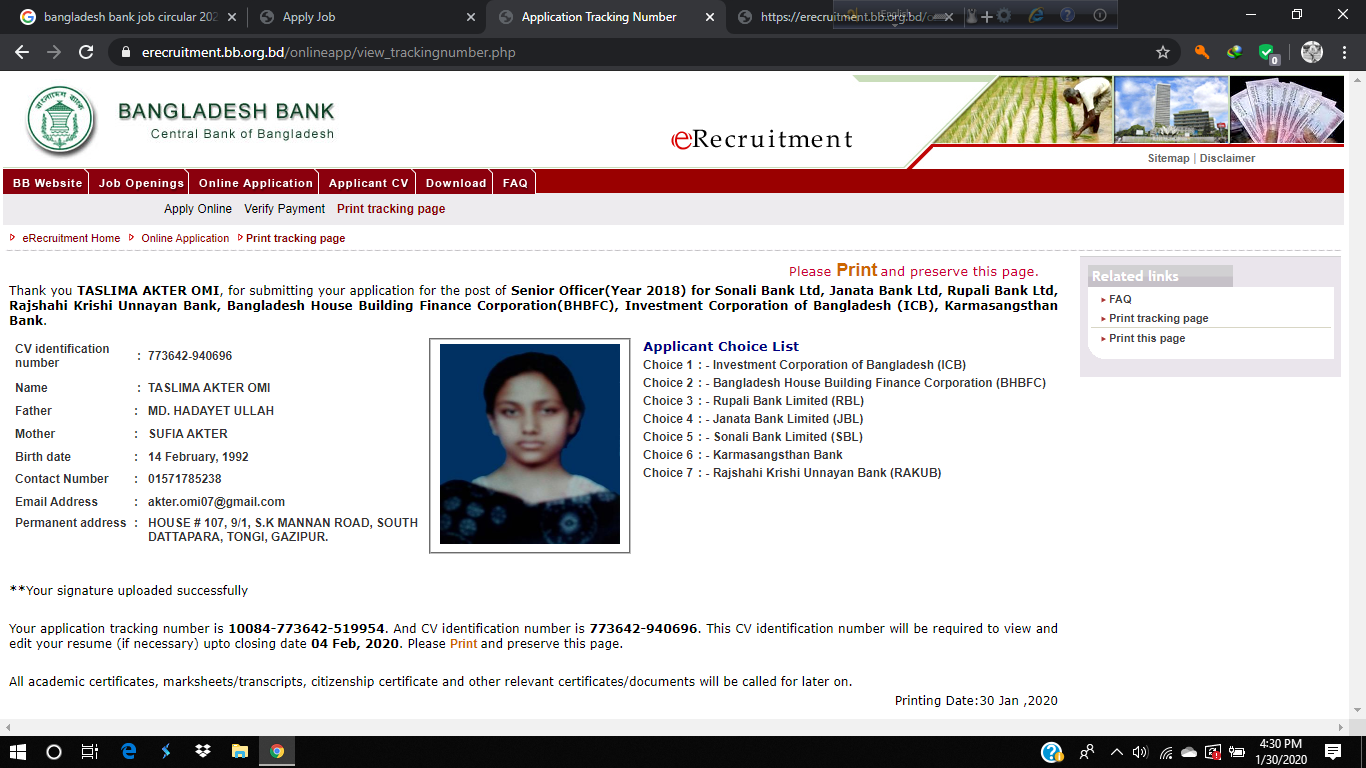 bangladesh bank job circular 202
Apply Job
Application Tracking Number
https://erecruitment.bb.org.bd/o
English
erecruitment.bb.org.bd/onlineapp/view_trackingnumber.php
0
BANGLADESH BANK
Central Bank of Bangladesh
eRecruitment
Sitemap | Disclaimer
BB Website Job Openings Online Application Applicant CV Download FAQ
Apply Online Verify Payment Print tracking page
eRecruitment Home Online Application Print tracking page
Please Print and preserve this page.
Thank you TASLIMA AKTER OMI, for submitting your application for the post of Senior Officer(Year 2018) for Sonali Bank Ltd, Janata Bank Ltd, Rupali Bank Ltd,
Rajshahi Krishi Unnayan Bank, Bangladesh House Building Finance Corporation(BHBFC), Investment Corporation of Bangladesh (ICB), Karmasangsthan
Bank.
CV identification
number : 773642-940696
Name : TASLIMA AKTER OMI
Father : MD. HADAYET ULLAH
Mother : SUFIA AKTER
Birth date : 14 February, 1992
Contact Number : 01571785238
Email Address : akter.omi07@gmail.com
Permanent address : HOUSE # 107, 9/1, S.K MANNAN ROAD, SOUTH
DATTAPARA, TONGI, GAZIPUR.
Applicant Choice List
Choice 1 : - Investment Corporation of Bangladesh (ICB)
Choice 2 : - Bangladesh House Building Finance Corporation (BHBFC)
Choice 3 : - Rupali Bank Limited (RBL)
Choice 4 : - Janata Bank Limited (JBL)
Choice 5 : - Sonali Bank Limited (SBL)
Choice 6 : - Karmasangsthan Bank
Choice 7 : - Rajshahi Krishi Unnayan Bank (RAKUB)
Related links
FAQ
Print tracking page
Print this page
**Your signature uploaded successfully
Your application tracking number is 10084-773642-519954. And CV identification number is 773642-940696. This CV identification number will be required to view and
edit your resume (if necessary) upto closing date 04 Feb, 2020. Please Print and preserve this page.
All academic certificates, marksheets/transcripts, citizenship certificate and other relevant certificates/documents will be called for later on.
Printing Date:30 Jan ,2020
4:30 PM
1/30/2020